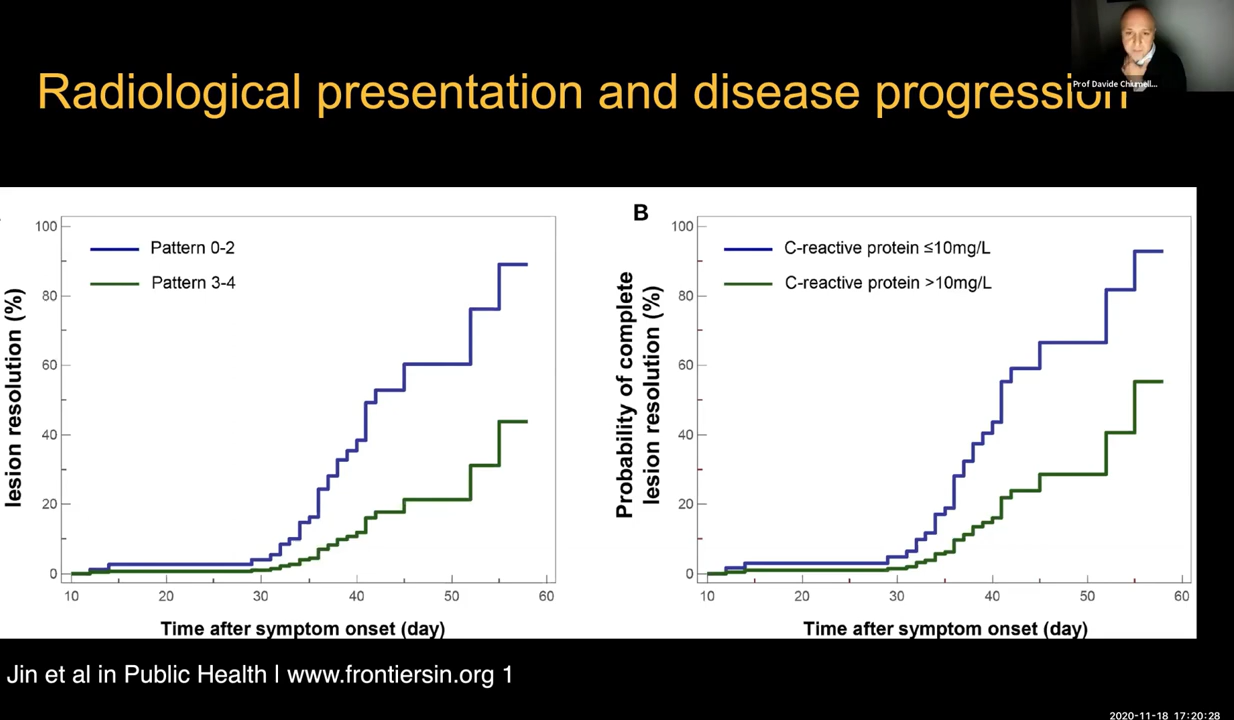 Radiological presentation and disease progression
Prof Davide Chiumell...
lesion resolution (%)
100
80
60
40
20
0
Pattern 0-2
Pattern 3-4
10
20
30
40
50
60
Time after symptom onset (day)
B
Probability of complete
lesion resolution (%)
100
80
60
40
20
0
C-reactive protein ≤10mg/L
C-reactive protein >10mg/L
10
20
30
40
50
60
Time after symptom onset (day)
Jin et al in Public Health | www.frontiersin.org 1
2020-11-18 17:20:28